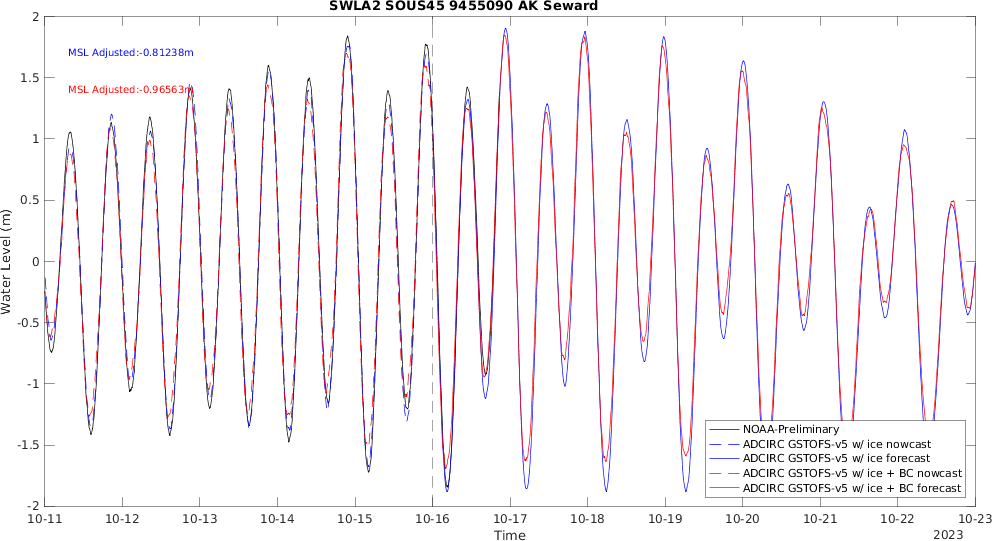 SWLA2 SOUS45 9455090 AK Seward
MSL Adjusted:-0.81238m
MSL Adjusted:-0.96563m
Water Level (m)
2
1.5
1
0.5
0
-0.5
-1
-1.5
-2
NOAA-Preliminary
ADCIRC GSTOFS-v5 w/ ice nowcast
ADCIRC GSTOFS-v5 w/ ice forecast
ADCIRC GSTOFS-v5 w/ ice + BC nowcast
ADCIRC GSTOFS-v5 w/ ice + BC forecast
10-11 10-12 10-13 10-14 10-15 10-16 10-17 10-18 10-19 10-20 10-21 10-22 10-23
Time
2023